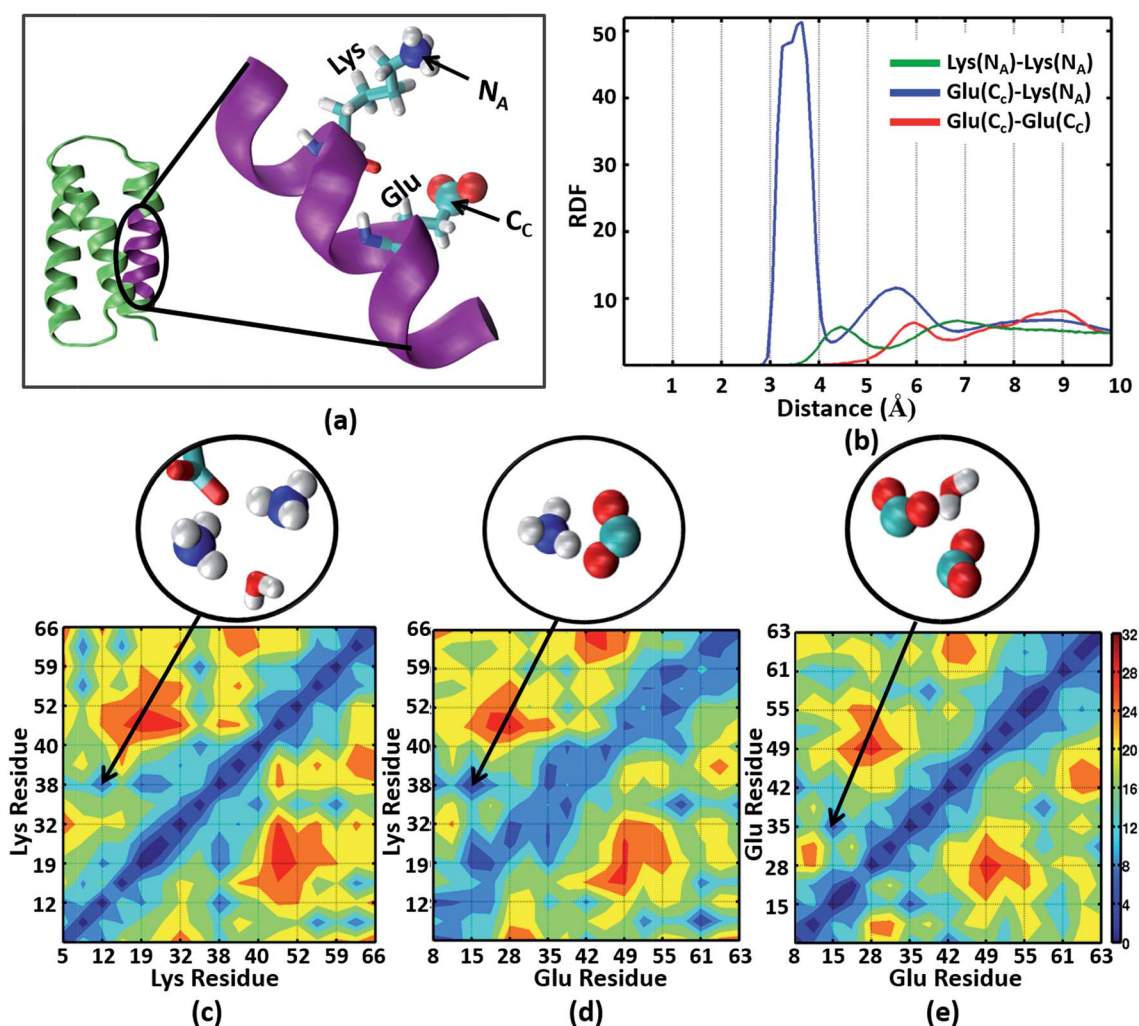 Lys
N_A
Glu
C_C
(a)
50
40
30
20
10
RDF
Lys(N_A)-Lys(N_A)
Glu(C_c)-Lys(N_A)
Glu(C_c)-Glu(C_C)
1 2 3 4 5 6 7 8 9 10
Distance (Å)
(b)
66
59
52
40
38
32
19
12
Lys Residue
5 12 19 32 38 40 52 59 66
Lys Residue
(c)
66
59
52
40
38
32
19
12
Lys Residue
8 15 28 35 42 49 55 61 63
Glu Residue
(d)
63
61
55
49
42
35
28
15
Glu Residue
8 15 28 35 42 49 55 61 63
Glu Residue
(e)
32
28
24
20
16
12
8
4
0